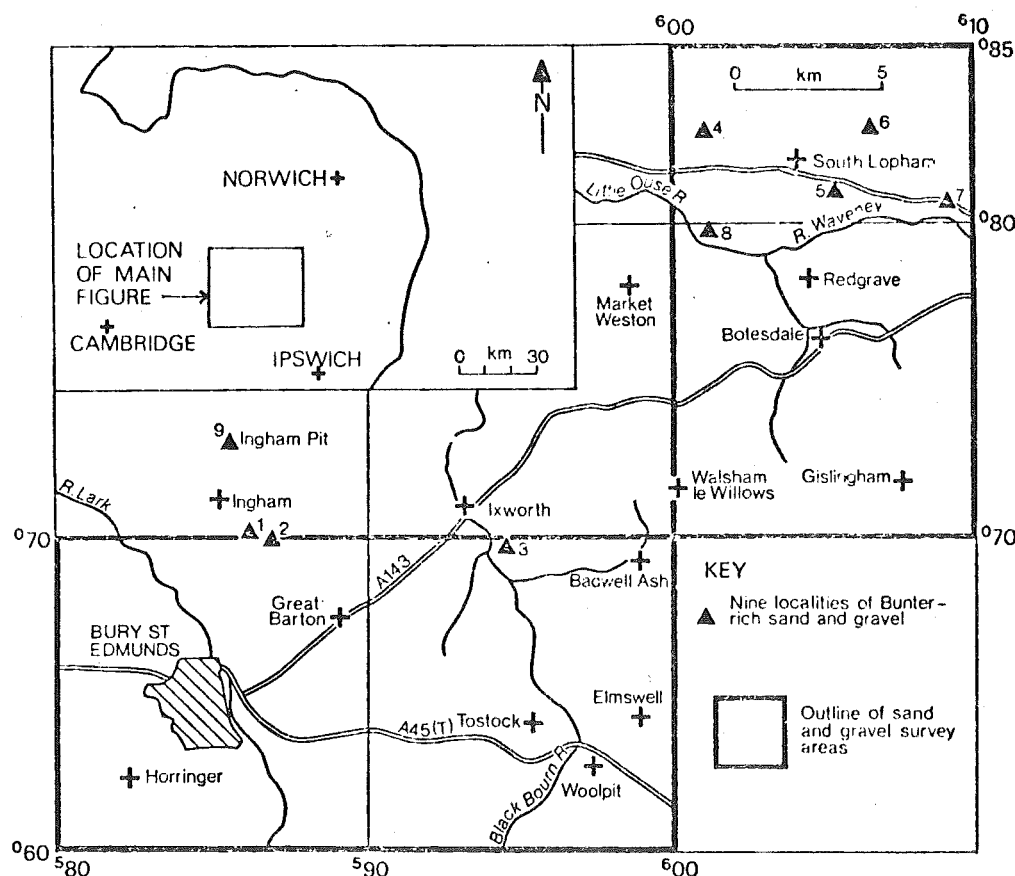 ⁶00
⁶10
⁰85
0 km 5
N
4
6
South Lopham
NORWICH
5
7
Little Ouse R.
R. Waveney
⁰80
8
LOCATION
OF MAIN
FIGURE
Redgrave
Market
Weston
CAMBRIDGE
Botesdale
IPSWICH
0 km 30
9
Ingham Pit
R. Lark
Ingham
Ixworth
Walsham
le Willows
Gislingham
1
2
⁰70
⁰70
3
A143
Badwell Ash
KEY
Great
Barton
Nine localities of Bunter-
rich sand and gravel
BURY ST
EDMUNDS
Elmswell
A45(T)
Tostock
Outline of sand
and gravel survey
areas
Horringer
Black Bourn R.
Woolpit
⁰60
⁵80
⁵90
⁶00